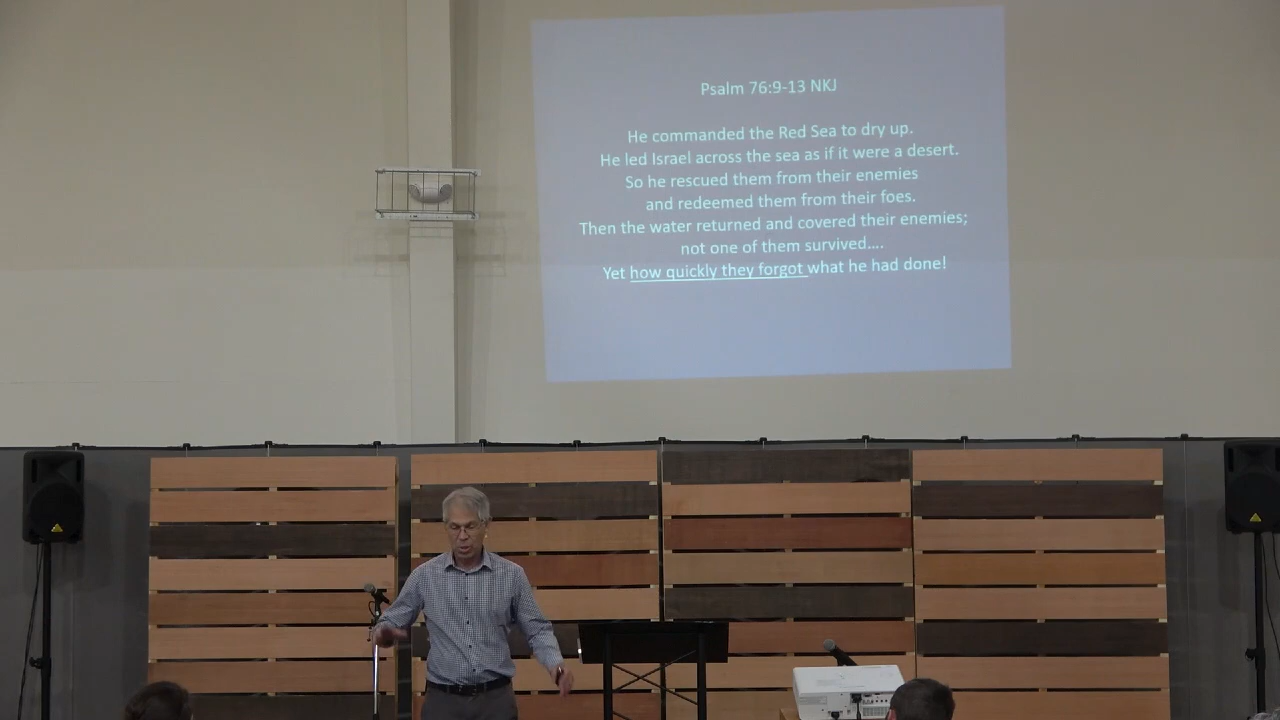 Psalm 76:9-13 NKJ
He commanded the Red Sea to dry up.
He led Israel across the sea as if it were a desert.
So he rescued them from their enemies
and redeemed them from their foes.
Then the water returned and covered their enemies;
not one of them survived....
Yet how quickly they forgot what he had done!